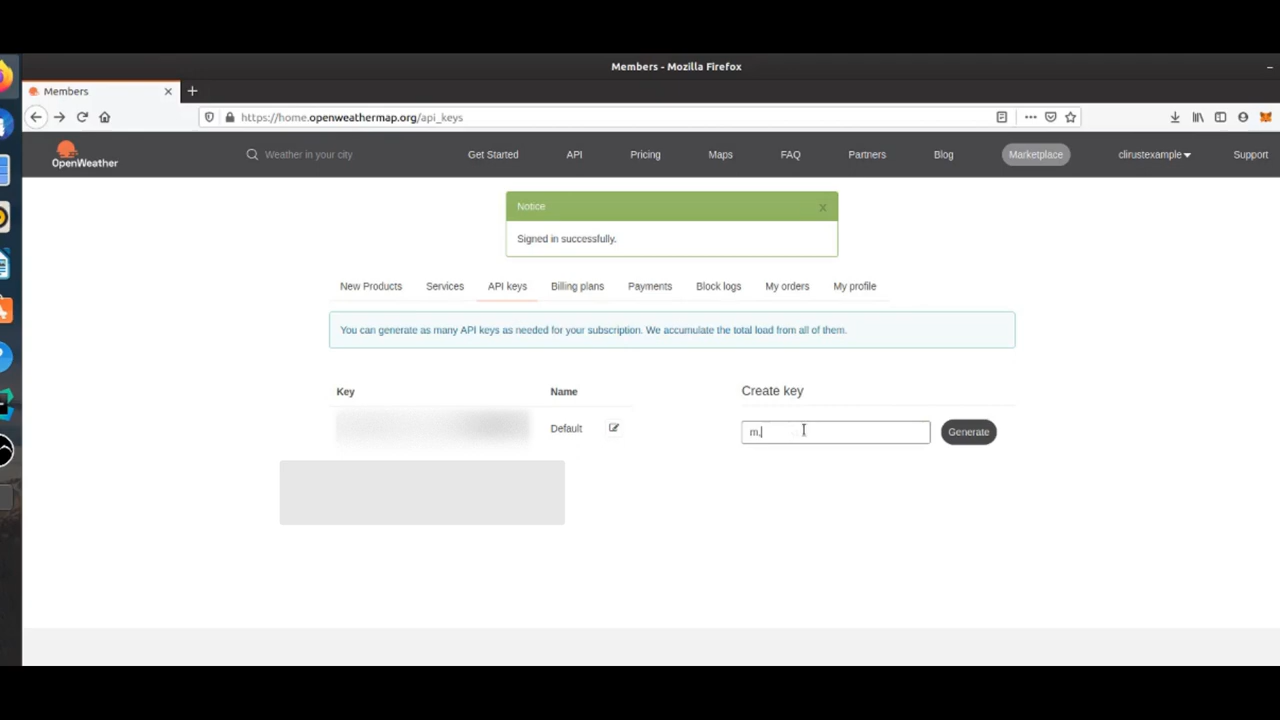 Members - Mozilla Firefox
Members
https://home.openweathermap.org/api_keys
OpenWeather
Weather in your city
Get Started
API
Pricing
Maps
FAQ
Partners
Blog
Marketplace
clirustexample
Support
Notice
x
Signed in successfully.
New Products
Services
API keys
Billing plans
Payments
Block logs
My orders
My profile
You can generate as many API keys as needed for your subscription. We accumulate the total load from all of them.
Key
Name
Create key
Default
m,
Generate